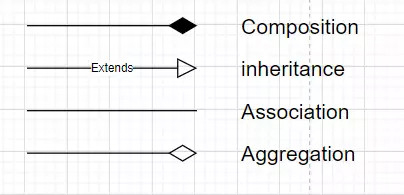 Composition
Extends inheritance
Association
Aggregation